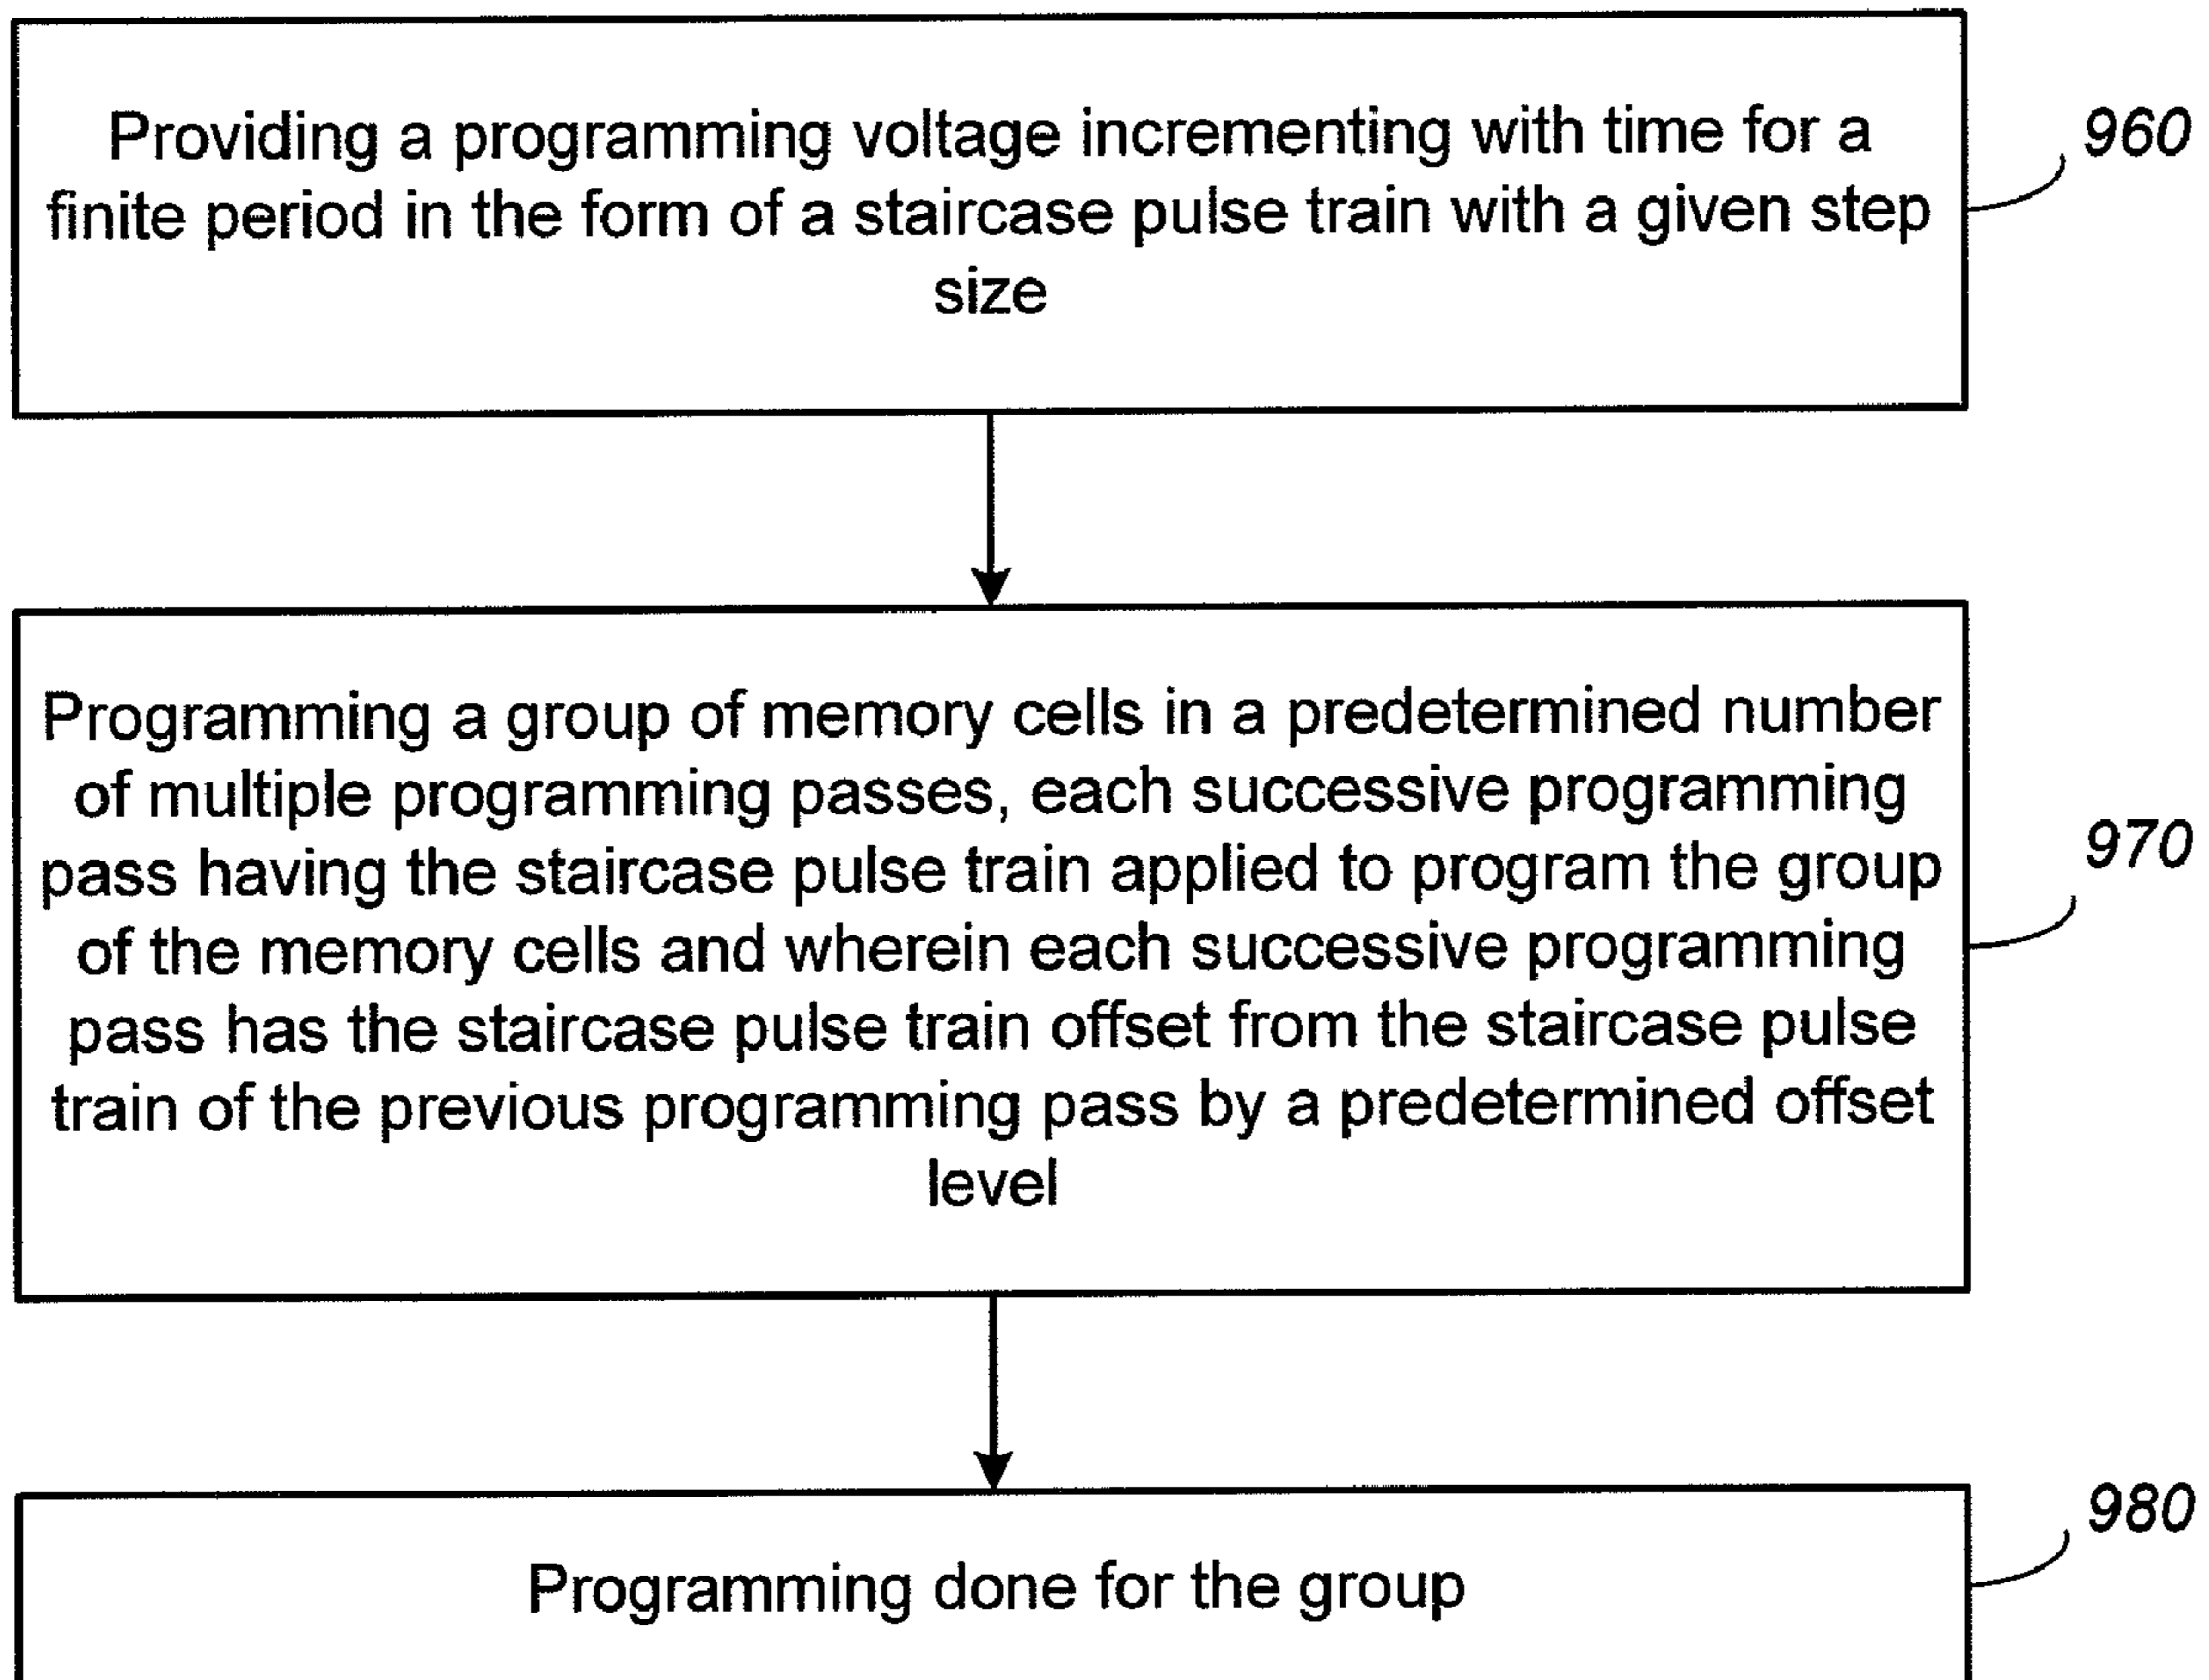 Providing a programming voltage incrementing with time for a
finite period in the form of a staircase pulse train with a given step
size
960
Programming a group of memory cells in a predetermined number
of multiple programming passes, each successive programming
pass having the staircase pulse train applied to program the group
of the memory cells and wherein each successive programming
pass has the staircase pulse train offset from the staircase pulse
train of the previous programming pass by a predetermined offset
level
970
Programming done for the group
980